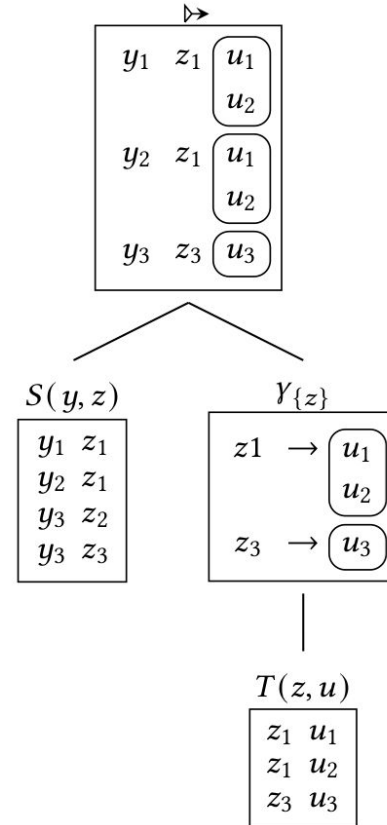 y₁ z₁ u₁
u₂
y₂ z₁ u₁
u₂
y₃ z₃ u₃
S(y, z)
y₁ z₁
y₂ z₁
y₃ z₂
y₃ z₃
γ_{z}
z1 → u₁
u₂
z₃ → u₃
T(z, u)
z₁ u₁
z₁ u₂
z₃ u₃